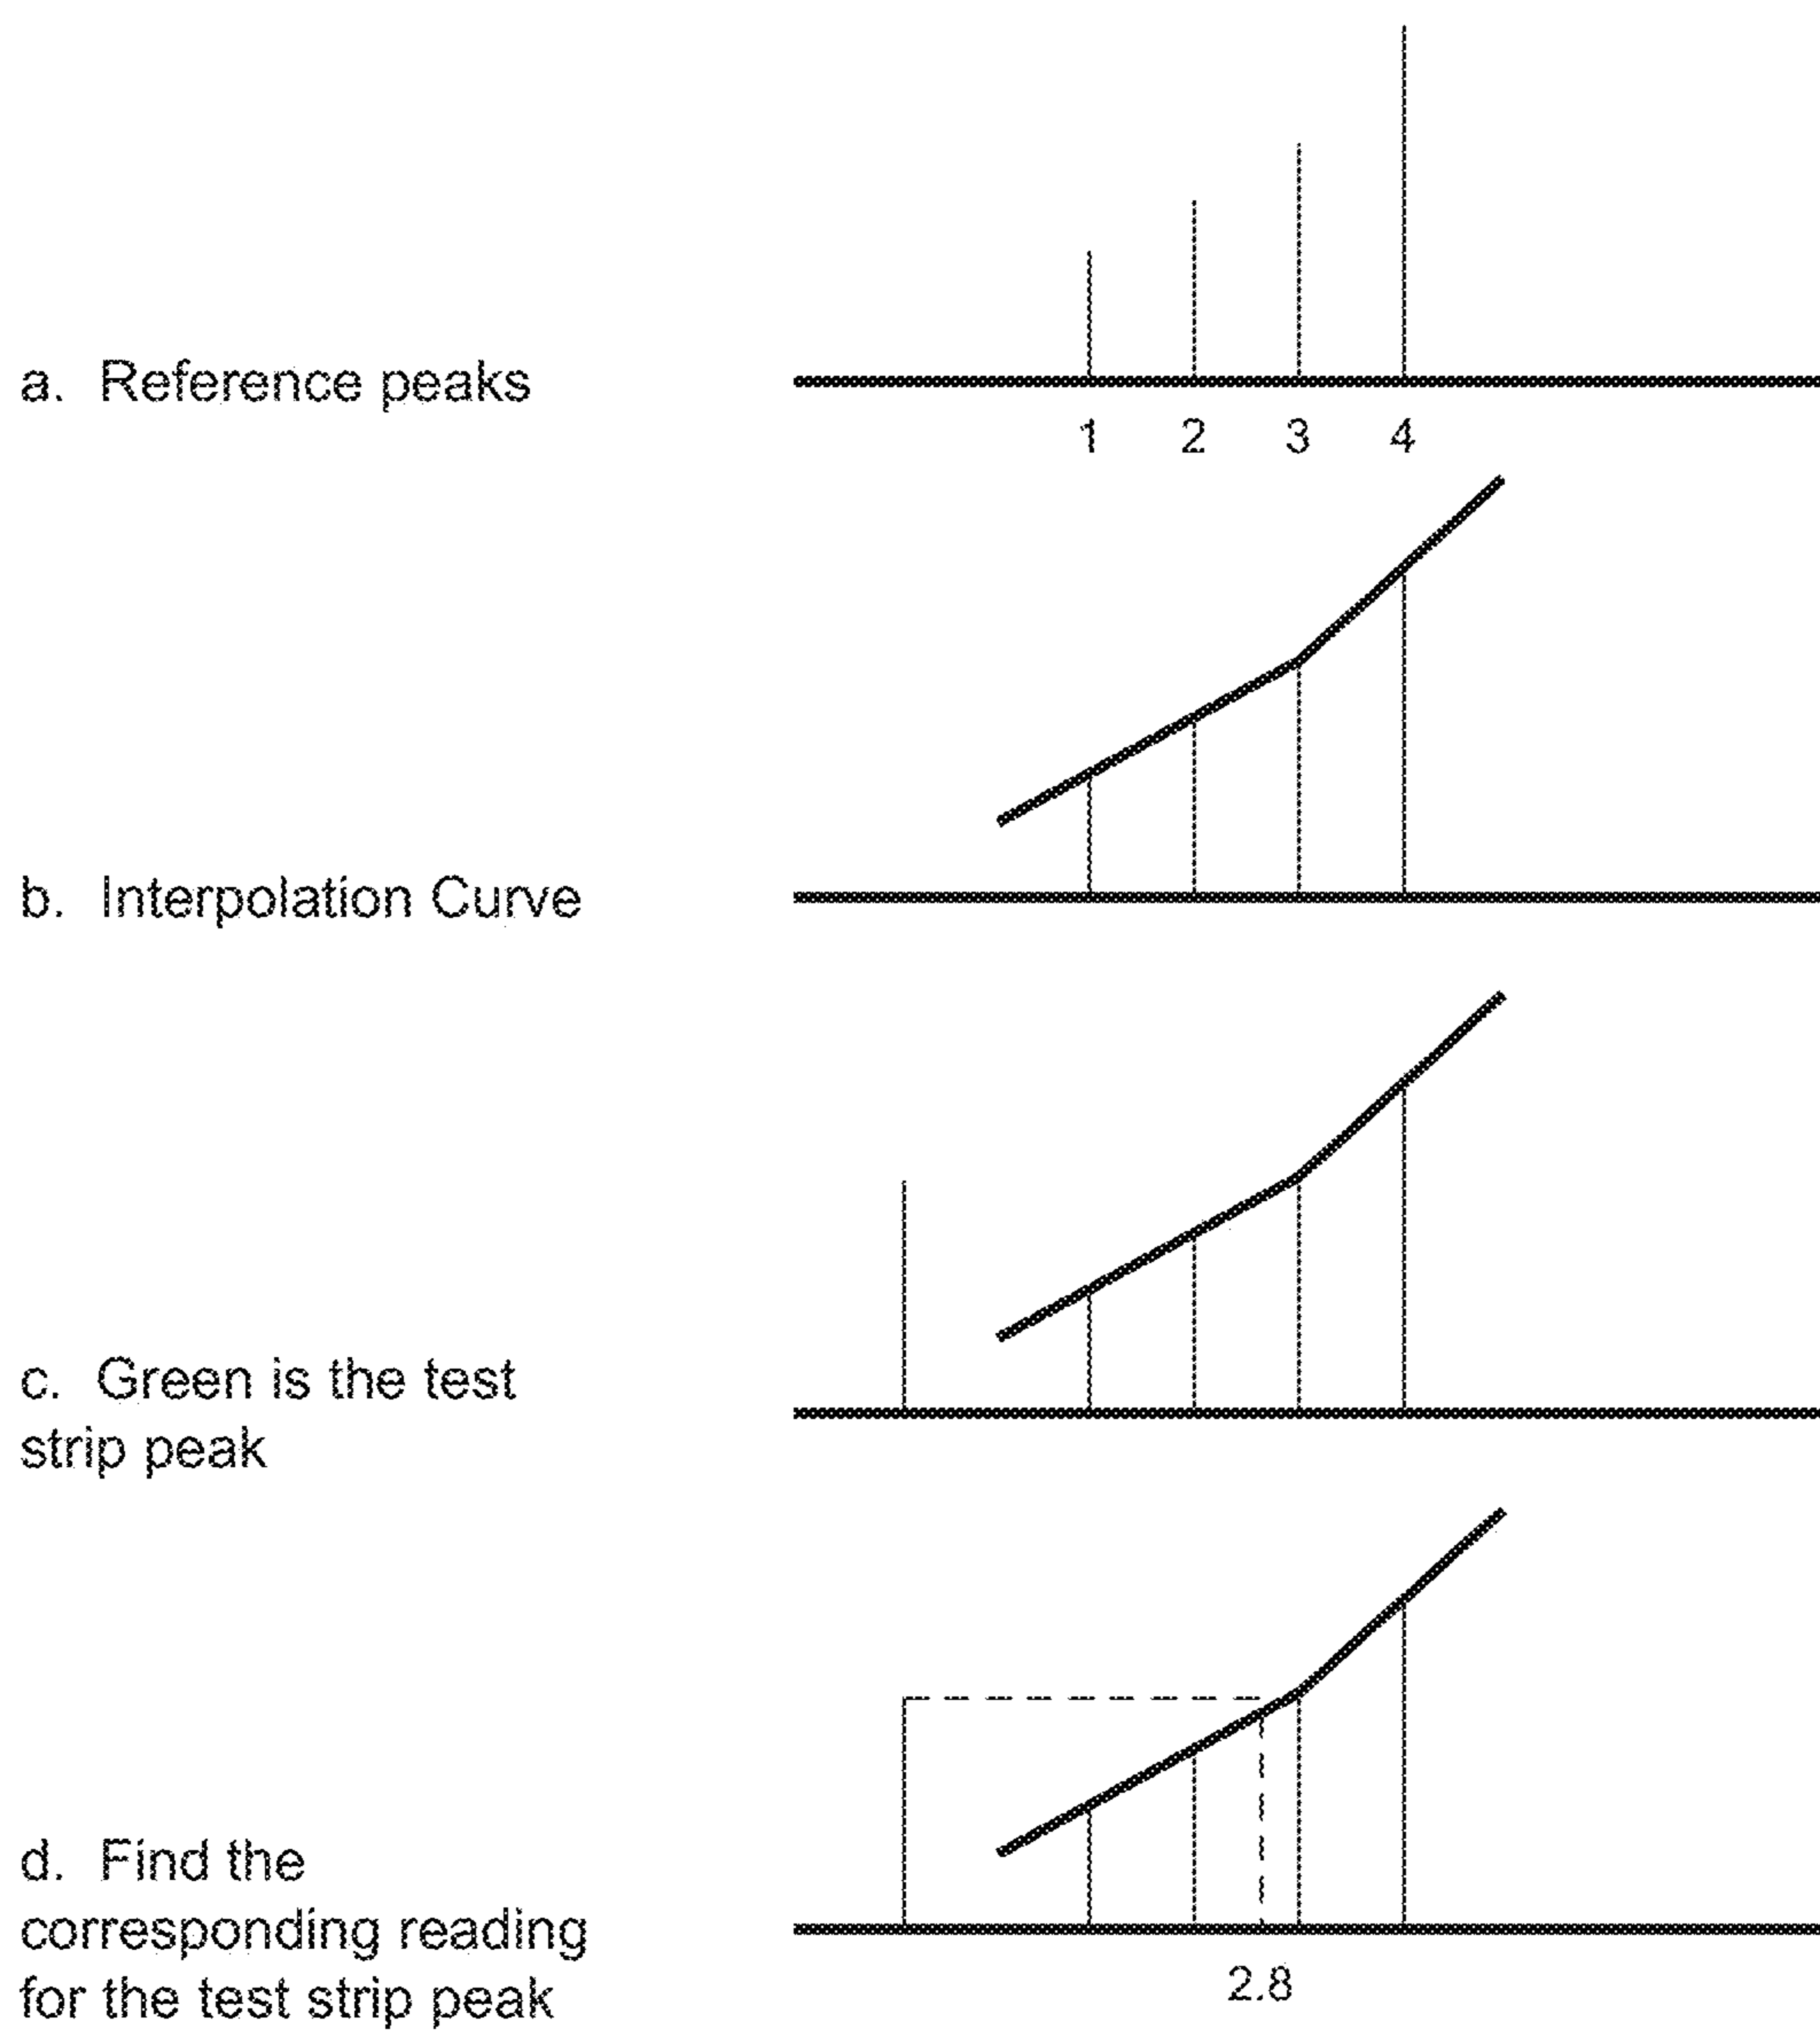 a. Reference peaks
1 2 3 4
b. Interpolation Curve
c. Green is the test
strip peak
d. Find the
corresponding reading
for the test strip peak
2.8